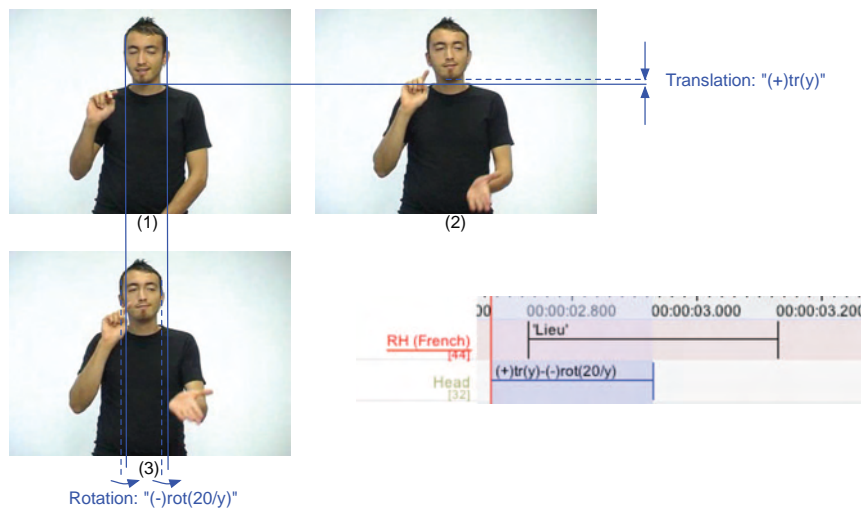 Translation: "(+)tr(y)"
(1)
(2)
00 00:00:02.800 00:00:03.000 00:00:03.200
RH (French)
[44]
'Lieu'
Head
[32]
(+)tr(y)-(-)rot(20/y)
(3)
Rotation: "(-)rot(20/y)"